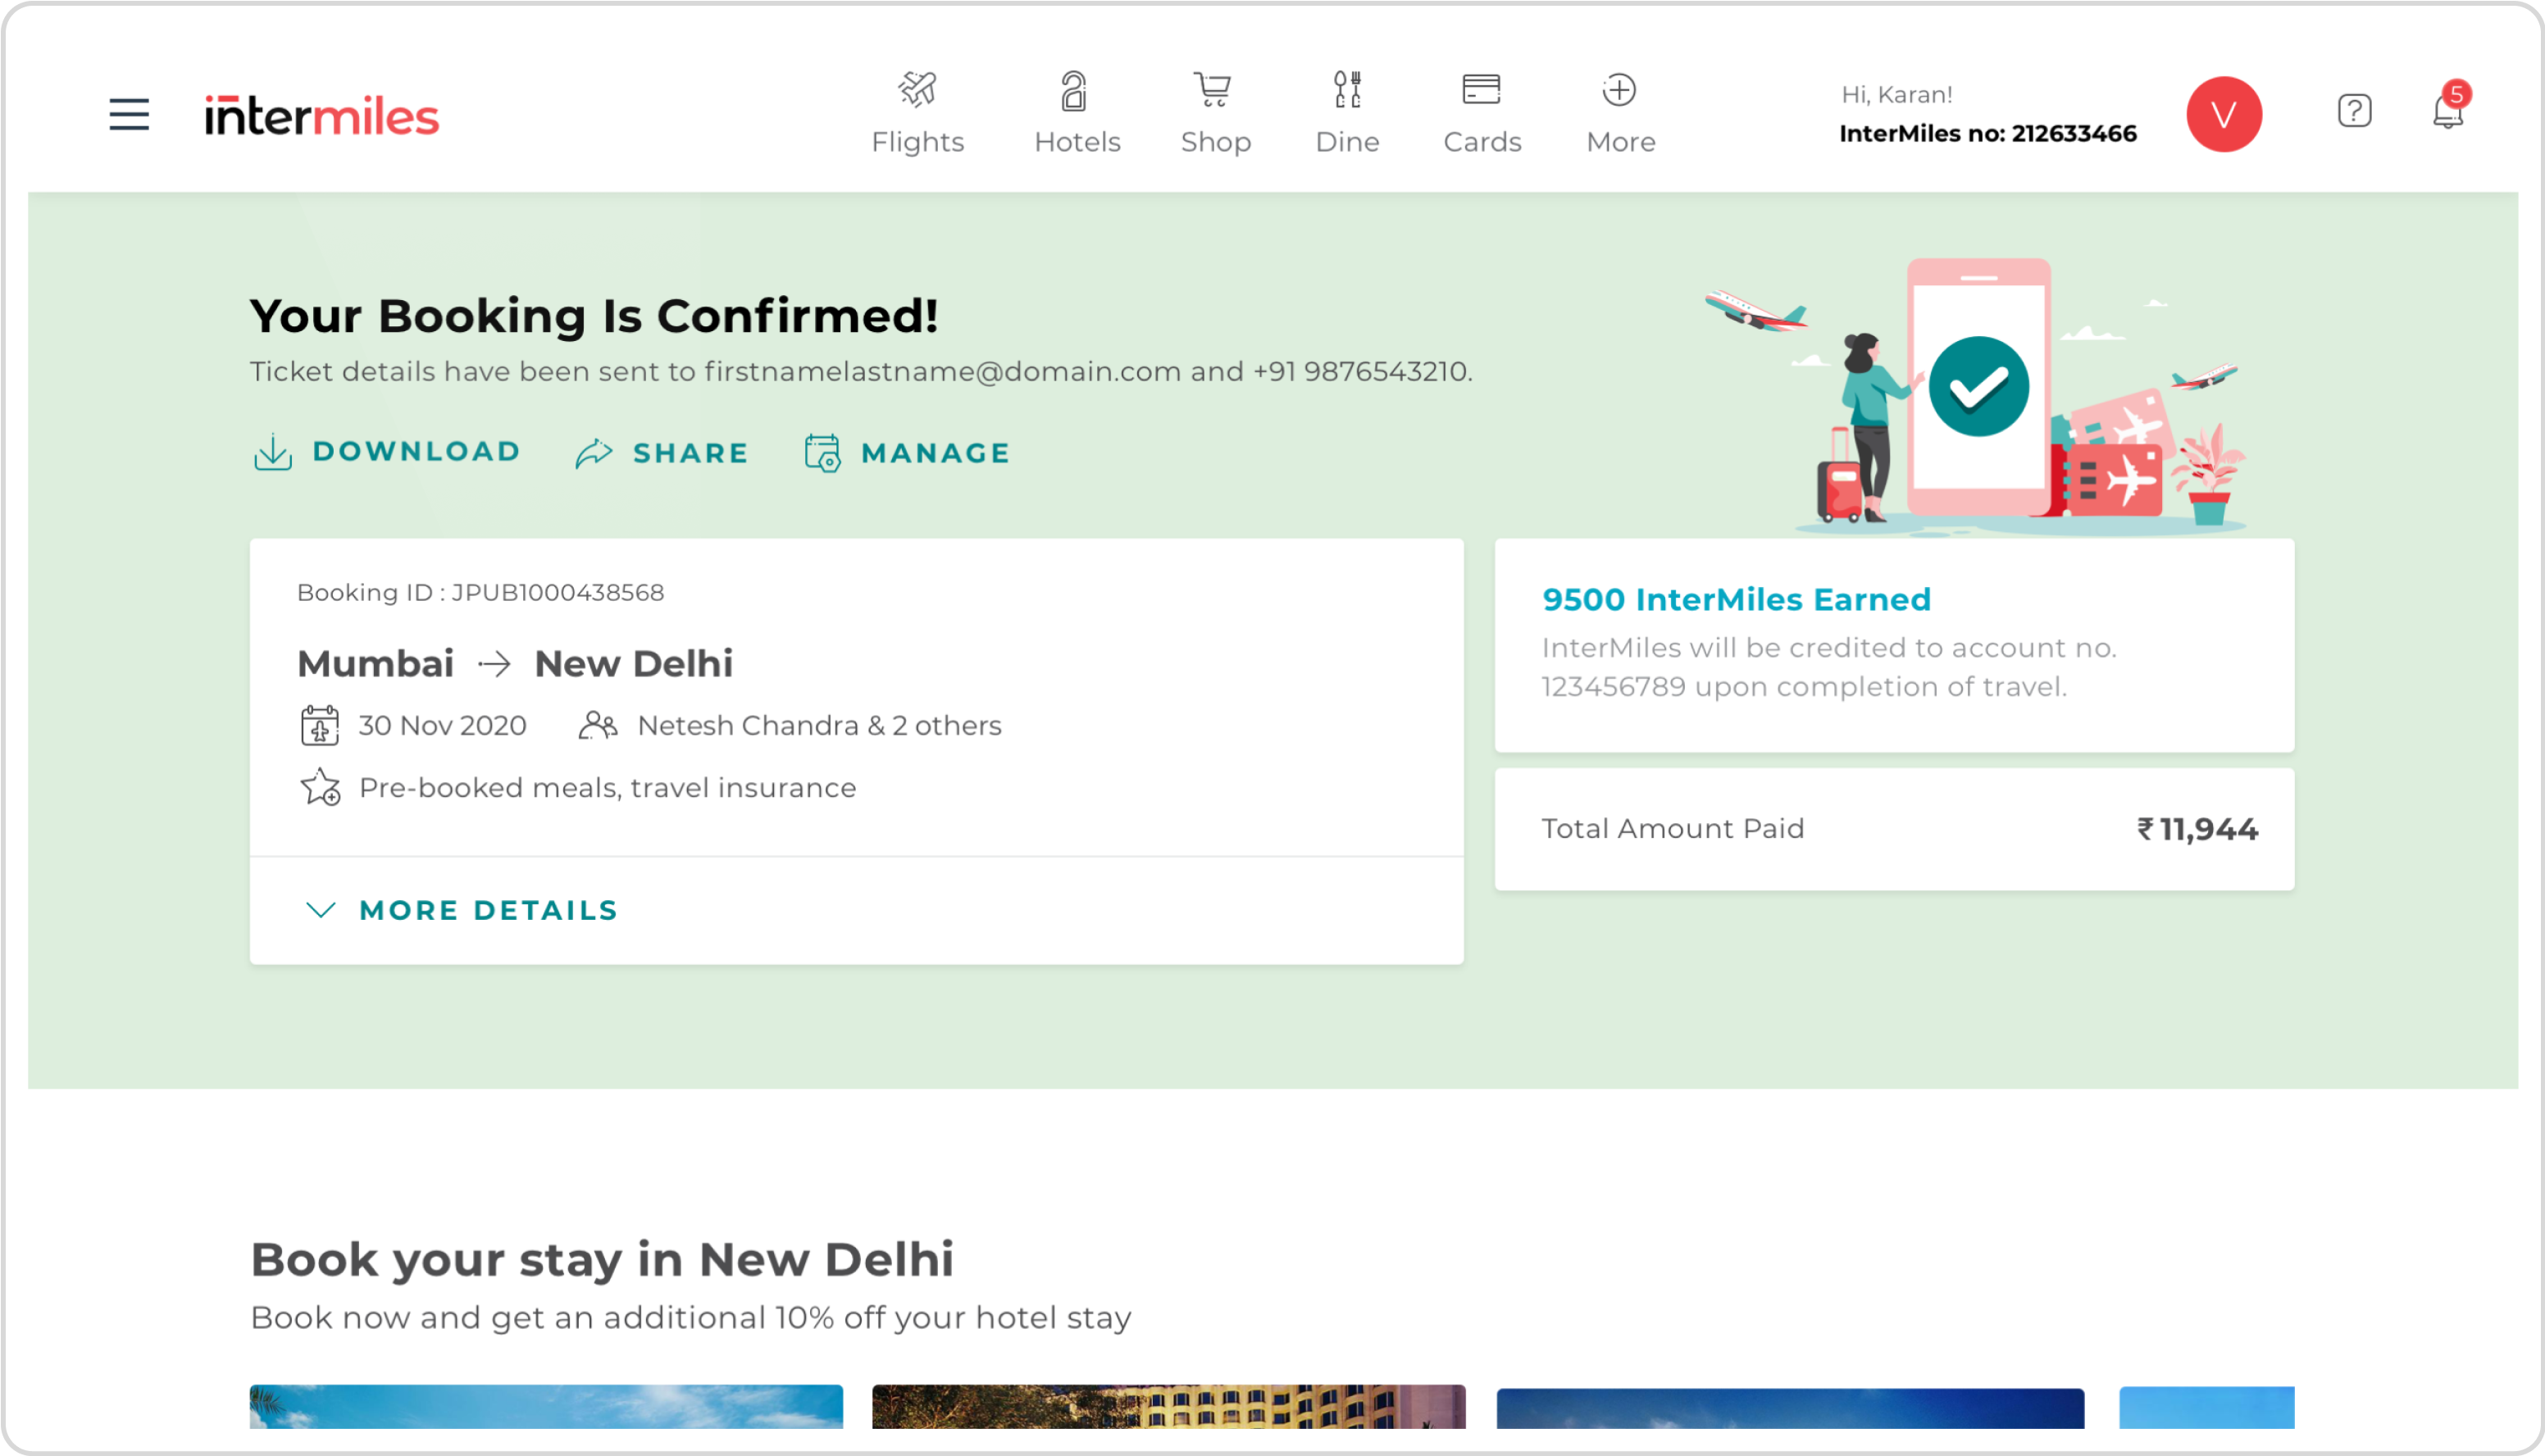 intermiles
Flights
Hotels
Shop
Dine
Cards
More
Hi, Karan!
InterMiles no: 212633466
V
?
5
Your Booking Is Confirmed!
Ticket details have been sent to firstnamelastname@domain.com and +91 9876543210.
DOWNLOAD
SHARE
MANAGE
Booking ID : JPUB1000438568
Mumbai → New Delhi
30 Nov 2020
Netesh Chandra & 2 others
Pre-booked meals, travel insurance
MORE DETAILS
9500 InterMiles Earned
InterMiles will be credited to account no.
123456789 upon completion of travel.
Total Amount Paid
₹ 11,944
Book your stay in New Delhi
Book now and get an additional 10% off your hotel stay